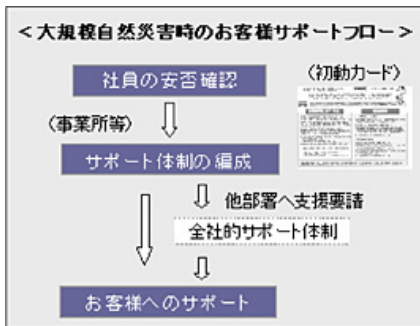 <大規模自然災害時のお客様サポートフロー>
社員の安否確認
(初動カード)
(事業所等)
サポート体制の編成
他部署へ支援要請
全社的サポート体制
お客様へのサポート